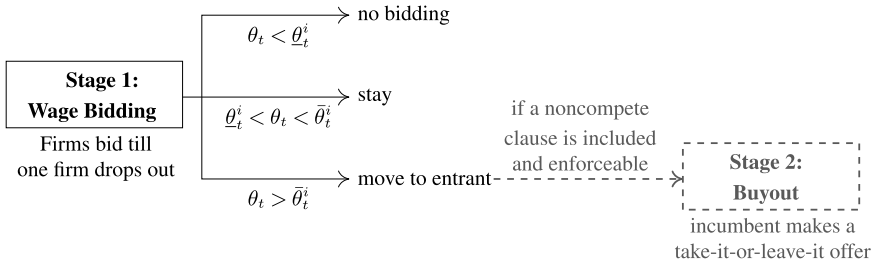 no bidding
θ_t < θ̲_t^i
Stage 1:
Wage Bidding
Firms bid till
one firm drops out
stay
θ̲_t^i < θ_t < θ̄_t^i
if a noncompete
clause is included
and enforceable
move to entrant
θ_t > θ̄_t^i
Stage 2:
Buyout
incumbent makes a
take-it-or-leave-it offer